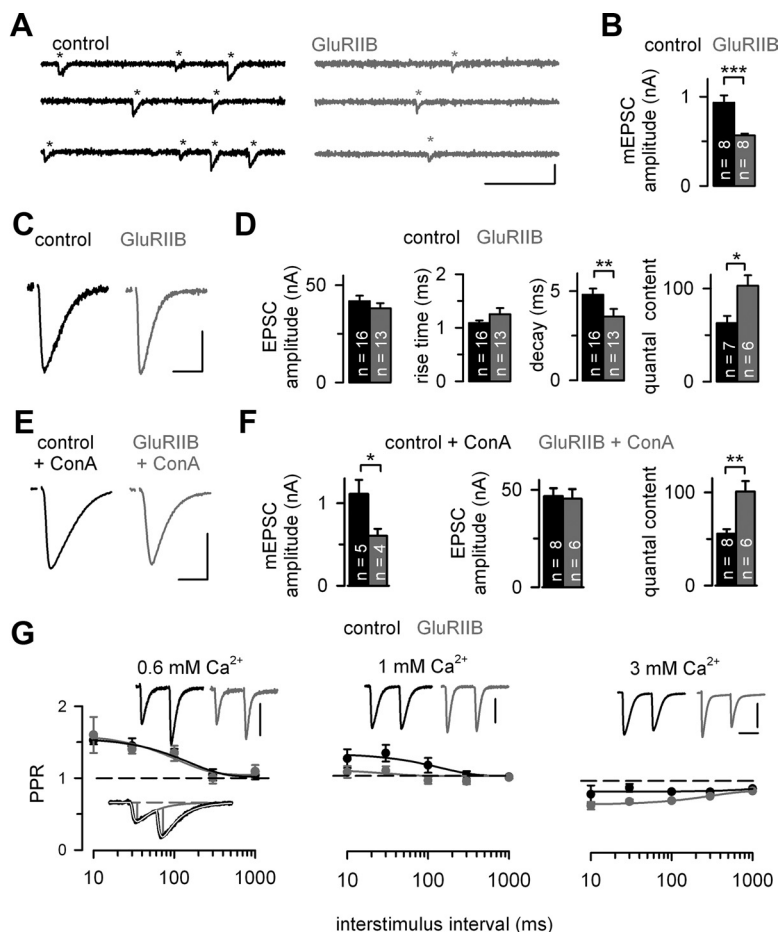 A
control
GluRIIB
* * *
*
* *
*
* * * *
*
B
control GluRIIB
***
mEPSC
amplitude (nA)
1
0
n = 8
n = 8
C
control GluRIIB
D
control GluRIIB
EPSC
amplitude (nA)
50
0
n = 16
n = 13
rise time (ms)
2
1
0
n = 16
n = 13
decay (ms)
5
0
**
n = 16
n = 13
quantal content
100
0
*
n = 7
n = 6
E
control
+ ConA
GluRIIB
+ ConA
F
control + ConA GluRIIB + ConA
mEPSC
amplitude (nA)
1
0
*
n = 5
n = 4
EPSC
amplitude (nA)
50
0
n = 8
n = 6
quantal content
100
0
**
n = 8
n = 6
G
control GluRIIB
0.6 mM Ca2+
1 mM Ca2+
3 mM Ca2+
PPR
2
1
0
10 100 1000
10 100 1000
10 100 1000
interstimulus interval (ms)